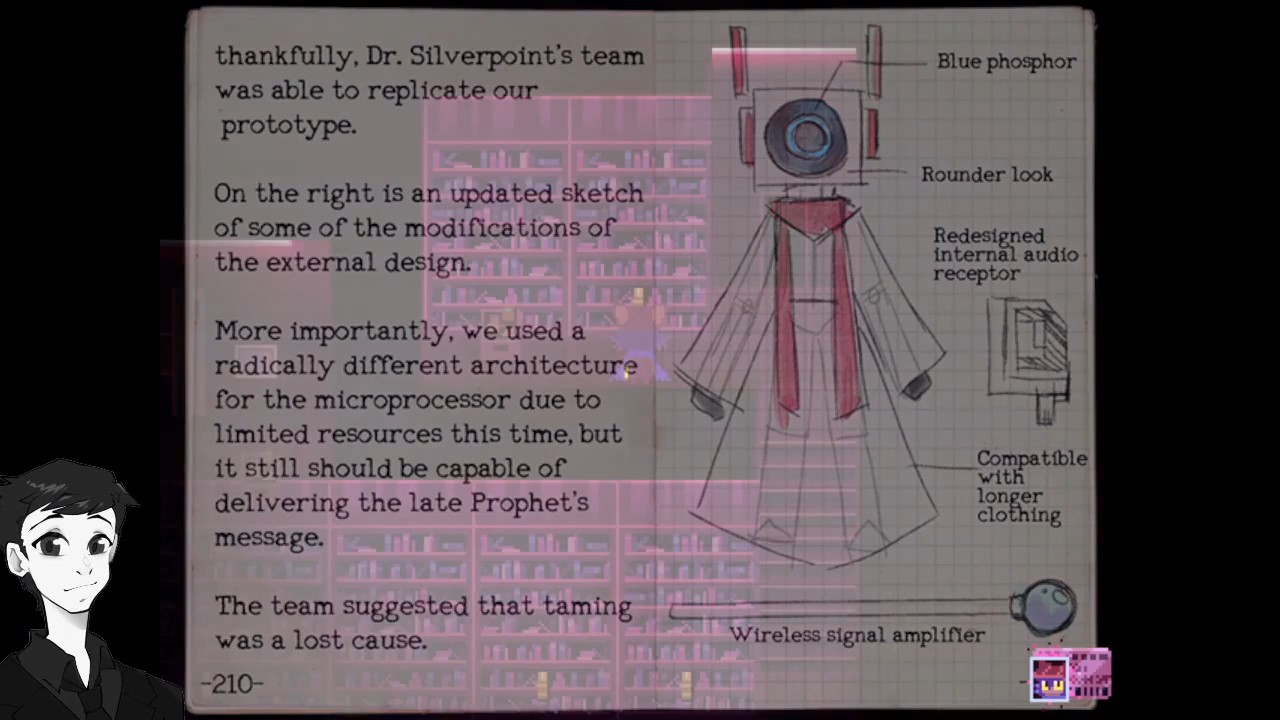 thankfully, Dr. Silverpoint's team
was able to replicate our
prototype.
On the right is an updated sketch
of some of the modifications of
the external design.
More importantly, we used a
radically different architecture
for the microprocessor due to
limited resources this time, but
it still should be capable of
delivering the late Prophet's
message.
The team suggested that taming
was a lost cause.
-210-
Blue phosphor
Rounder look
Redesigned
internal audio
receptor
Compatible
with
longer
clothing
Wireless signal amplifier